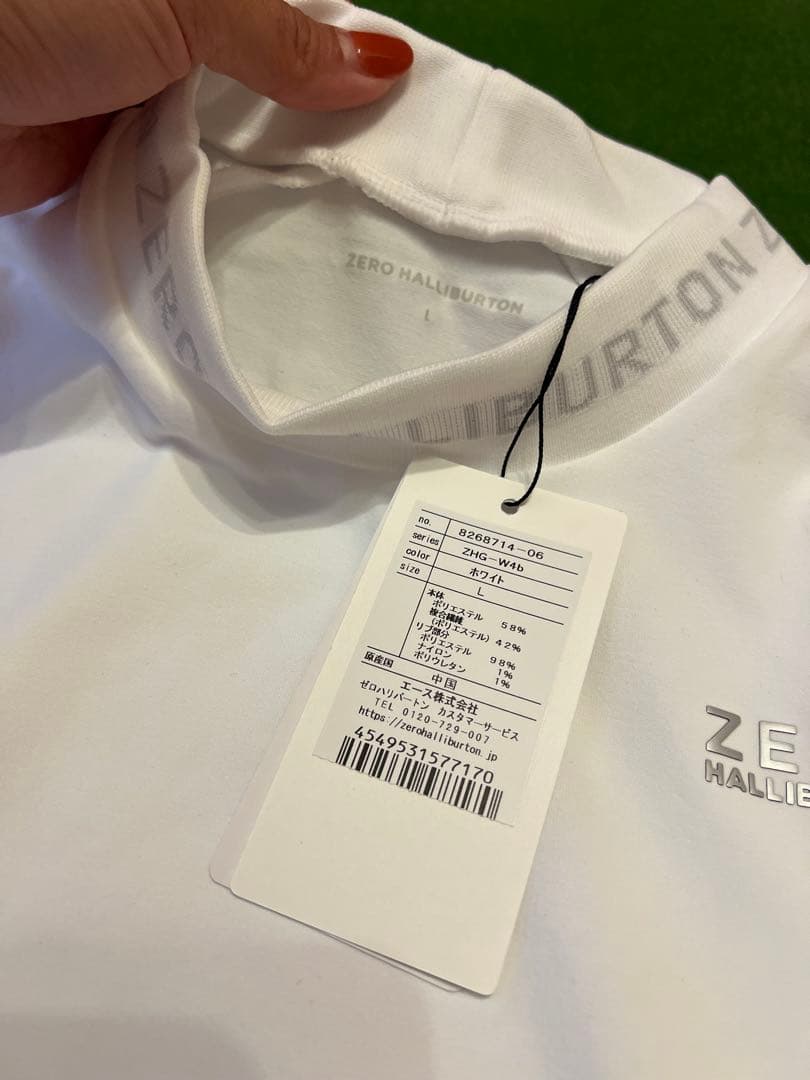 ZERO HALLIBURTON
L
ZERO
LLIBURTON Z
no. 8268714-06
series ZHG-W4b
color ホワイト
size L
本体
ポリエステル 58%
複合繊維
(ポリエステル) 42%
リブ部分
ポリエステル 98%
ナイロン 1%
ポリウレタン 1%
原産国 中国
エース株式会社
ゼロハリバートン カスタマーサービス
TEL 0120-729-007
https://zerohalliburton.jp
4549531577170
ZE
HALLIB